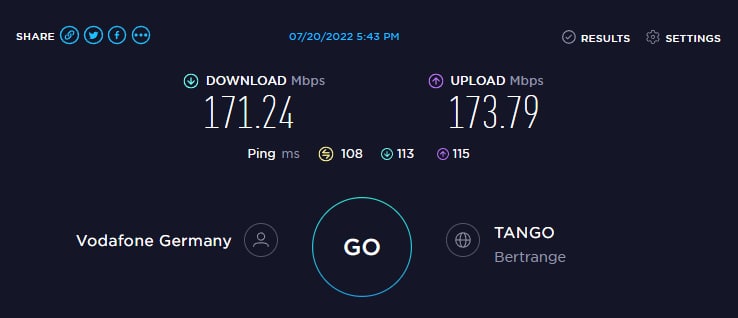 SHARE 07/20/2022 5:43 PM RESULTS SETTINGS
DOWNLOAD Mbps UPLOAD Mbps
171.24 173.79
Ping ms 108 113 115
Vodafone Germany GO TANGO
Bertrange